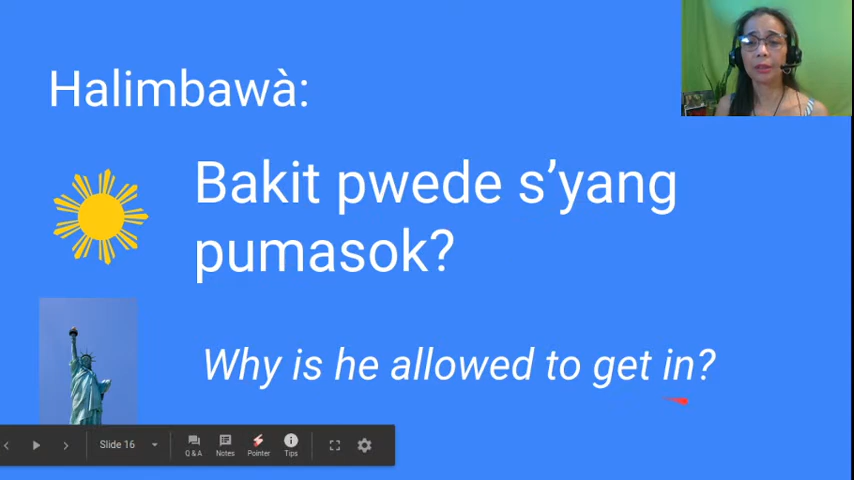 Halimbawà:
Bakit pwede s’yang
pumasok?
Why is he allowed to get in?
Slide 16
Q & A
Notes
Pointer
Tips